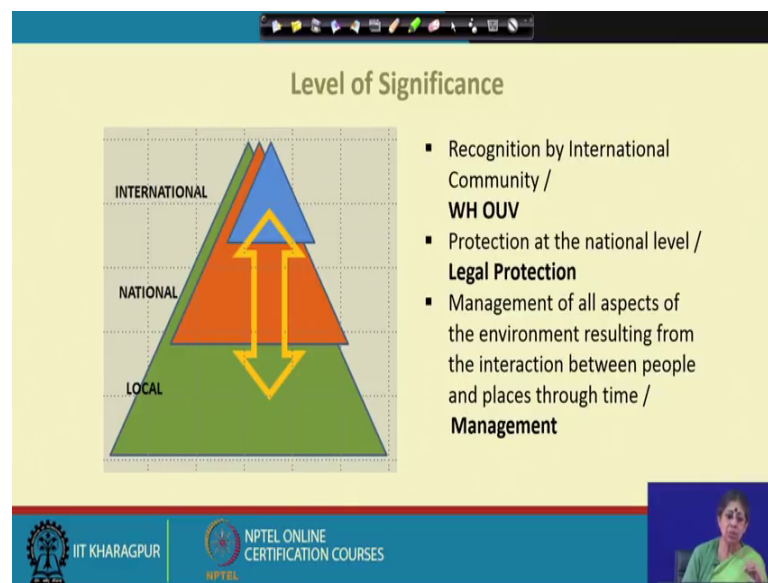 Level of Significance
INTERNATIONAL
NATIONAL
LOCAL
▪ Recognition by International
Community /
WH OUV
▪ Protection at the national level /
Legal Protection
▪ Management of all aspects of
the environment resulting from
the interaction between people
and places through time /
Management
IIT KHARAGPUR
NPTEL
NPTEL ONLINE
CERTIFICATION COURSES